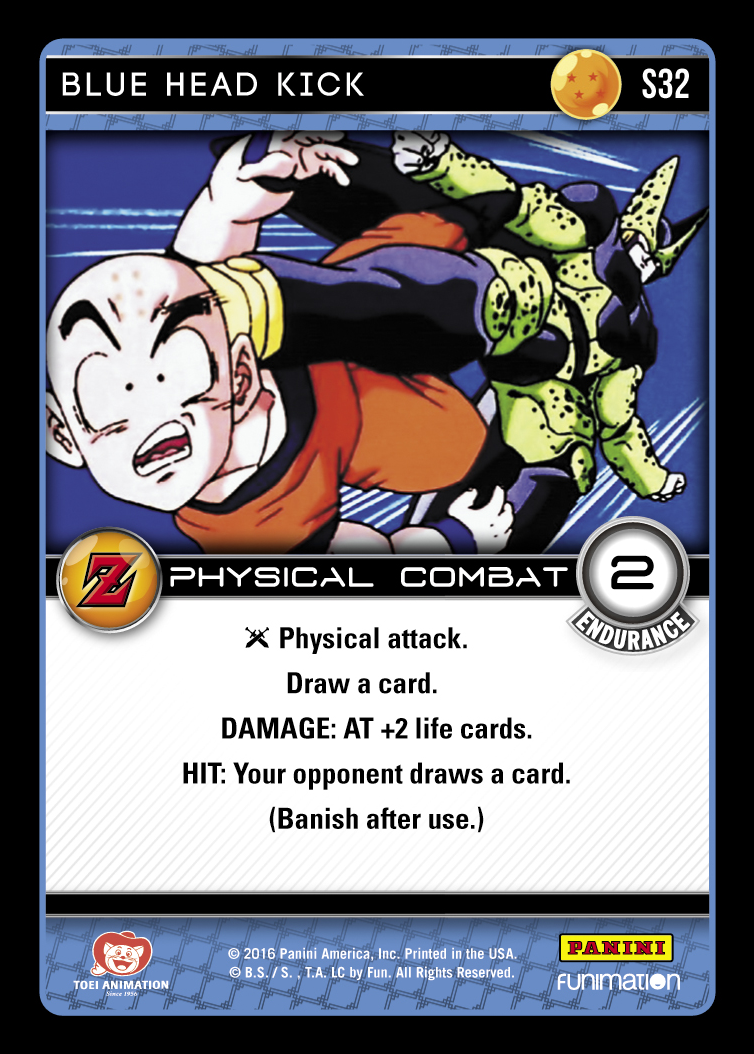 BLUE HEAD KICK
S32
Z PHYSICAL COMBAT
2
ENDURANCE
Physical attack.
Draw a card.
DAMAGE: AT +2 life cards.
HIT: Your opponent draws a card.
(Banish after use.)
TOEI ANIMATION
Since 1956
© 2016 Panini America, Inc. Printed in the USA.
© B.S. / S. , T.A. LC by Fun. All Rights Reserved.
PANINI
FUNIMATION